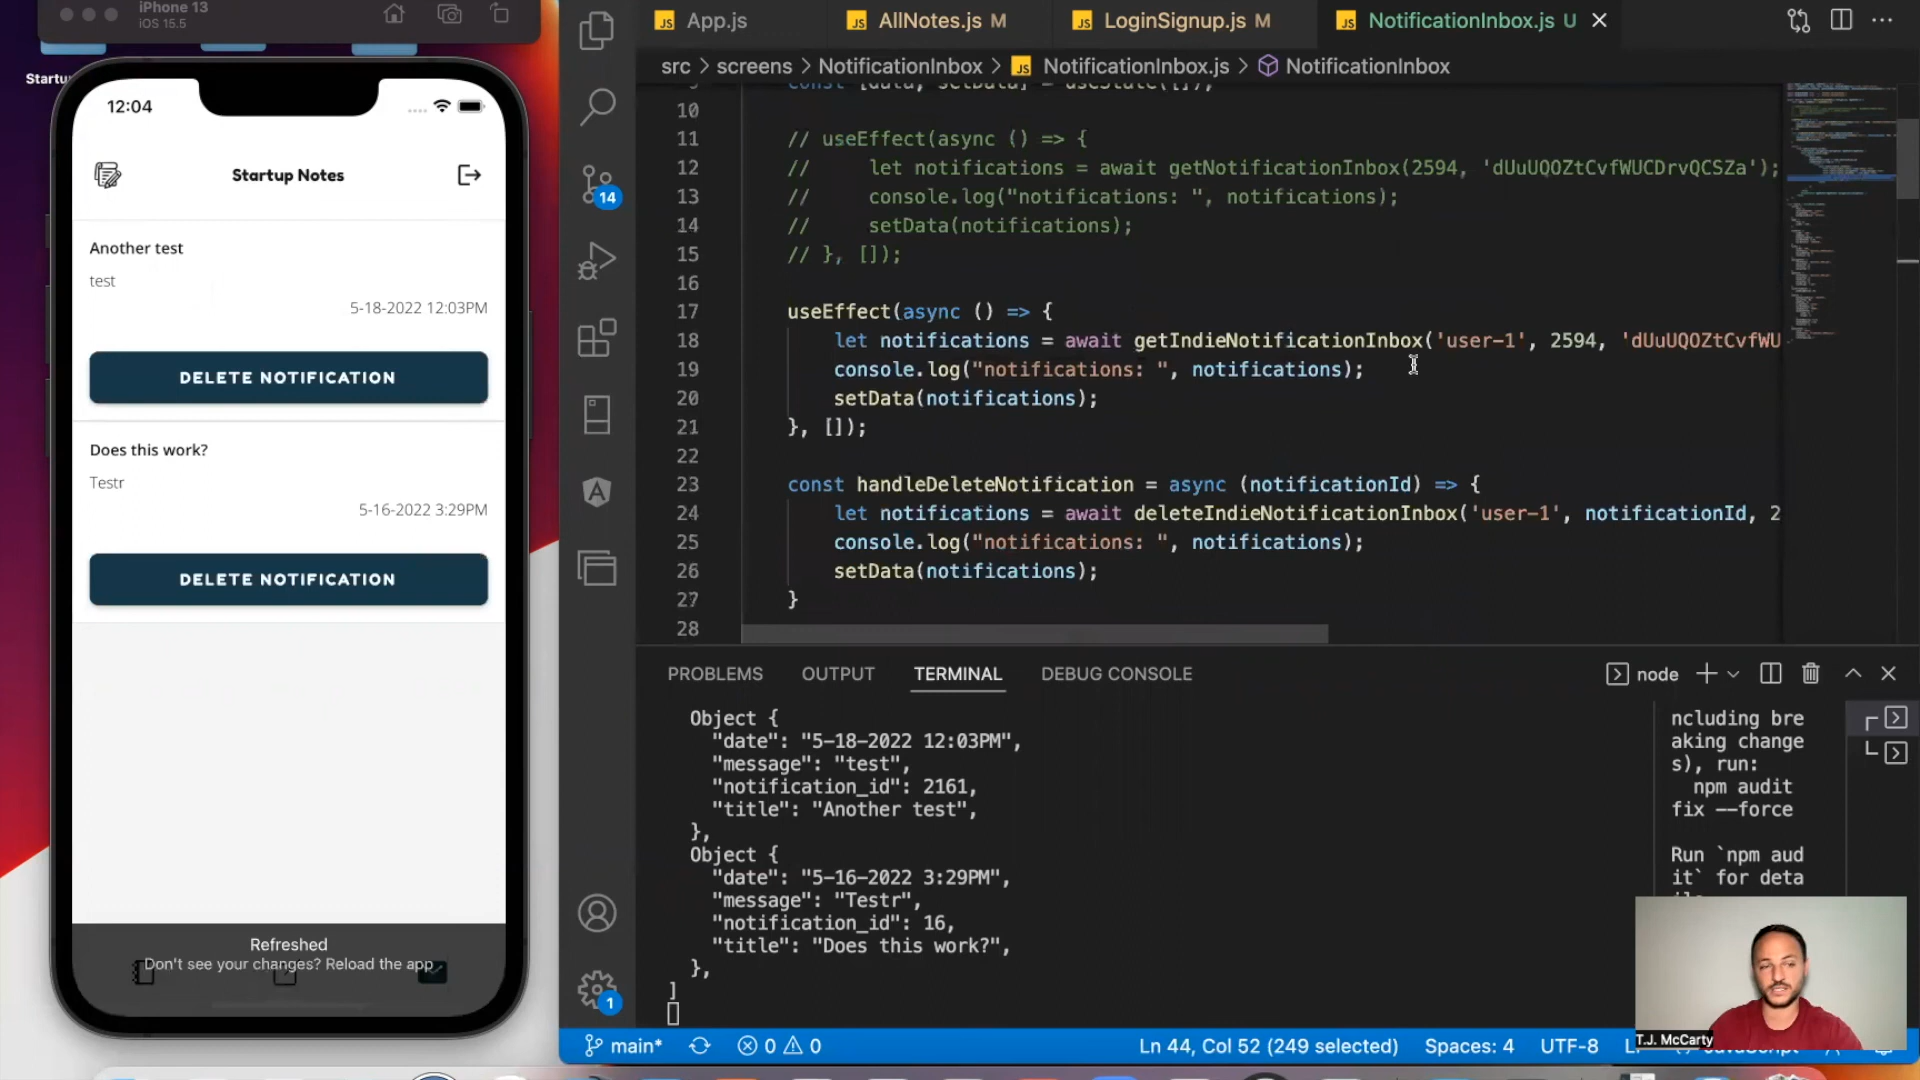 iPhone 13
iOS 15.5
Startu
12:04
Startup Notes
Another test
test
5-18-2022 12:03PM
DELETE NOTIFICATION
Does this work?
Testr
5-16-2022 3:29PM
DELETE NOTIFICATION
Refreshed
Don't see your changes? Reload the app
14
1
JS App.js
JS AllNotes.js M
JS LoginSignup.js M
JS NotificationInbox.js U
src > screens > NotificationInbox > JS NotificationInbox.js > NotificationInbox
const [data, setData] = useState([]);
10
11 // useEffect(async () => {
12 // let notifications = await getNotificationInbox(2594, 'dUuUQOZtCvfWUCDrvQCSZa');
13 // console.log("notifications: ", notifications);
14 // setData(notifications);
15 // }, []);
16
17 useEffect(async () => {
18 let notifications = await getIndieNotificationInbox('user-1', 2594, 'dUuUQOZtCvfWU
19 console.log("notifications: ", notifications);
20 setData(notifications);
21 }, []);
22
23 const handleDeleteNotification = async (notificationId) => {
24 let notifications = await deleteIndieNotificationInbox('user-1', notificationId, 2
25 console.log("notifications: ", notifications);
26 setData(notifications);
27 }
28
PROBLEMS OUTPUT TERMINAL DEBUG CONSOLE
node
Object {
"date": "5-18-2022 12:03PM",
"message": "test",
"notification_id": 2161,
"title": "Another test",
},
Object {
"date": "5-16-2022 3:29PM",
"message": "Testr",
"notification_id": 16,
"title": "Does this work?",
},
]
ncluding bre
aking change
s), run:
npm audit
fix --force
Run `npm aud
it` for deta
T.J. McCarty
main* 0 0
Ln 44, Col 52 (249 selected) Spaces: 4 UTF-8